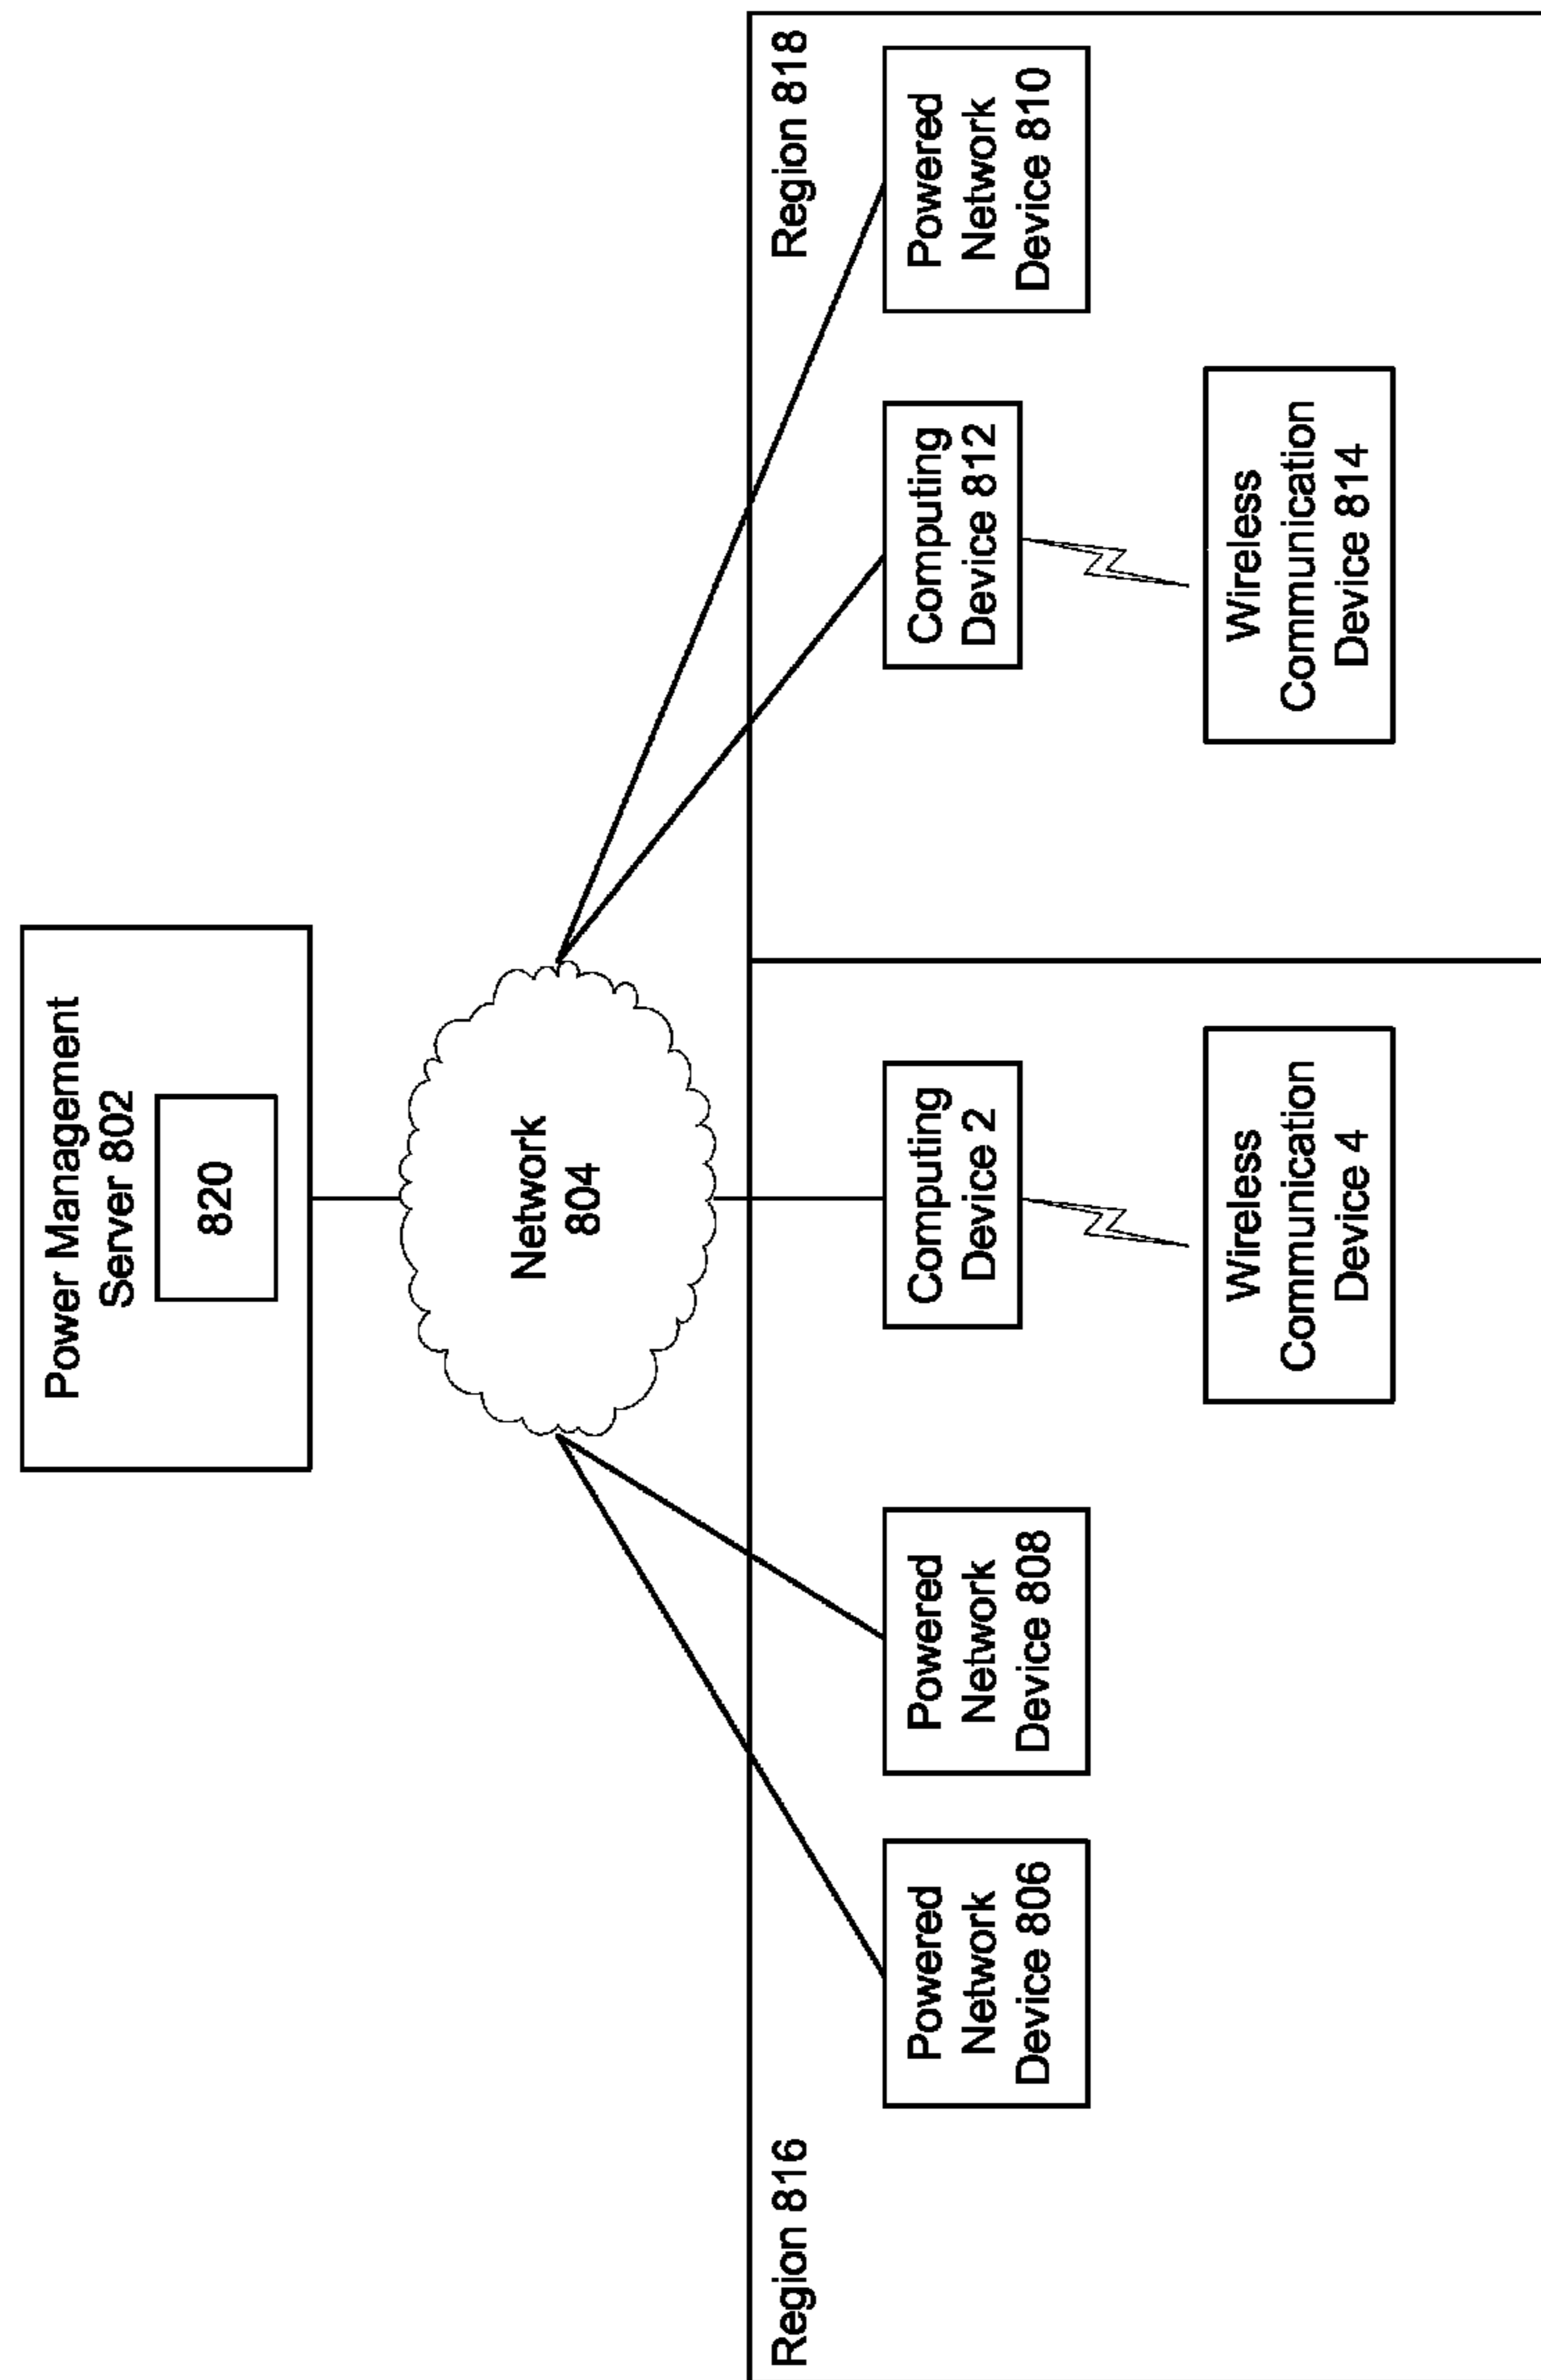 Power Management
Server 802
820
Network
804
Region 816
Region 818
Powered
Network
Device 806
Powered
Network
Device 808
Computing
Device 2
Computing
Device 812
Powered
Network
Device 810
Wireless
Communication
Device 4
Wireless
Communication
Device 814